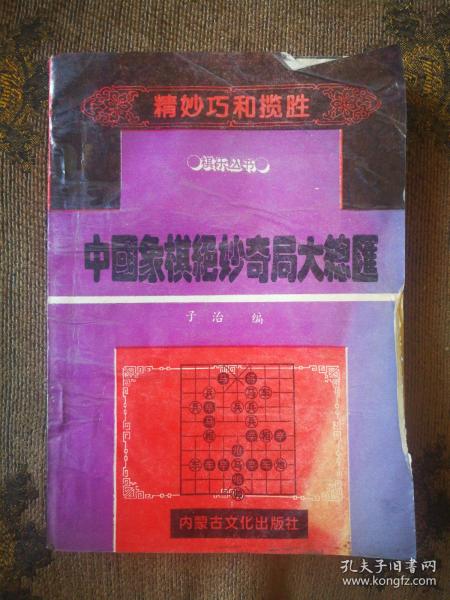 精妙巧和揽胜
●棋乐丛书●
中國象棋絕妙奇局大總匯
子治 编
内蒙古文化出版社
孔夫子旧书网
www.kongfz.com